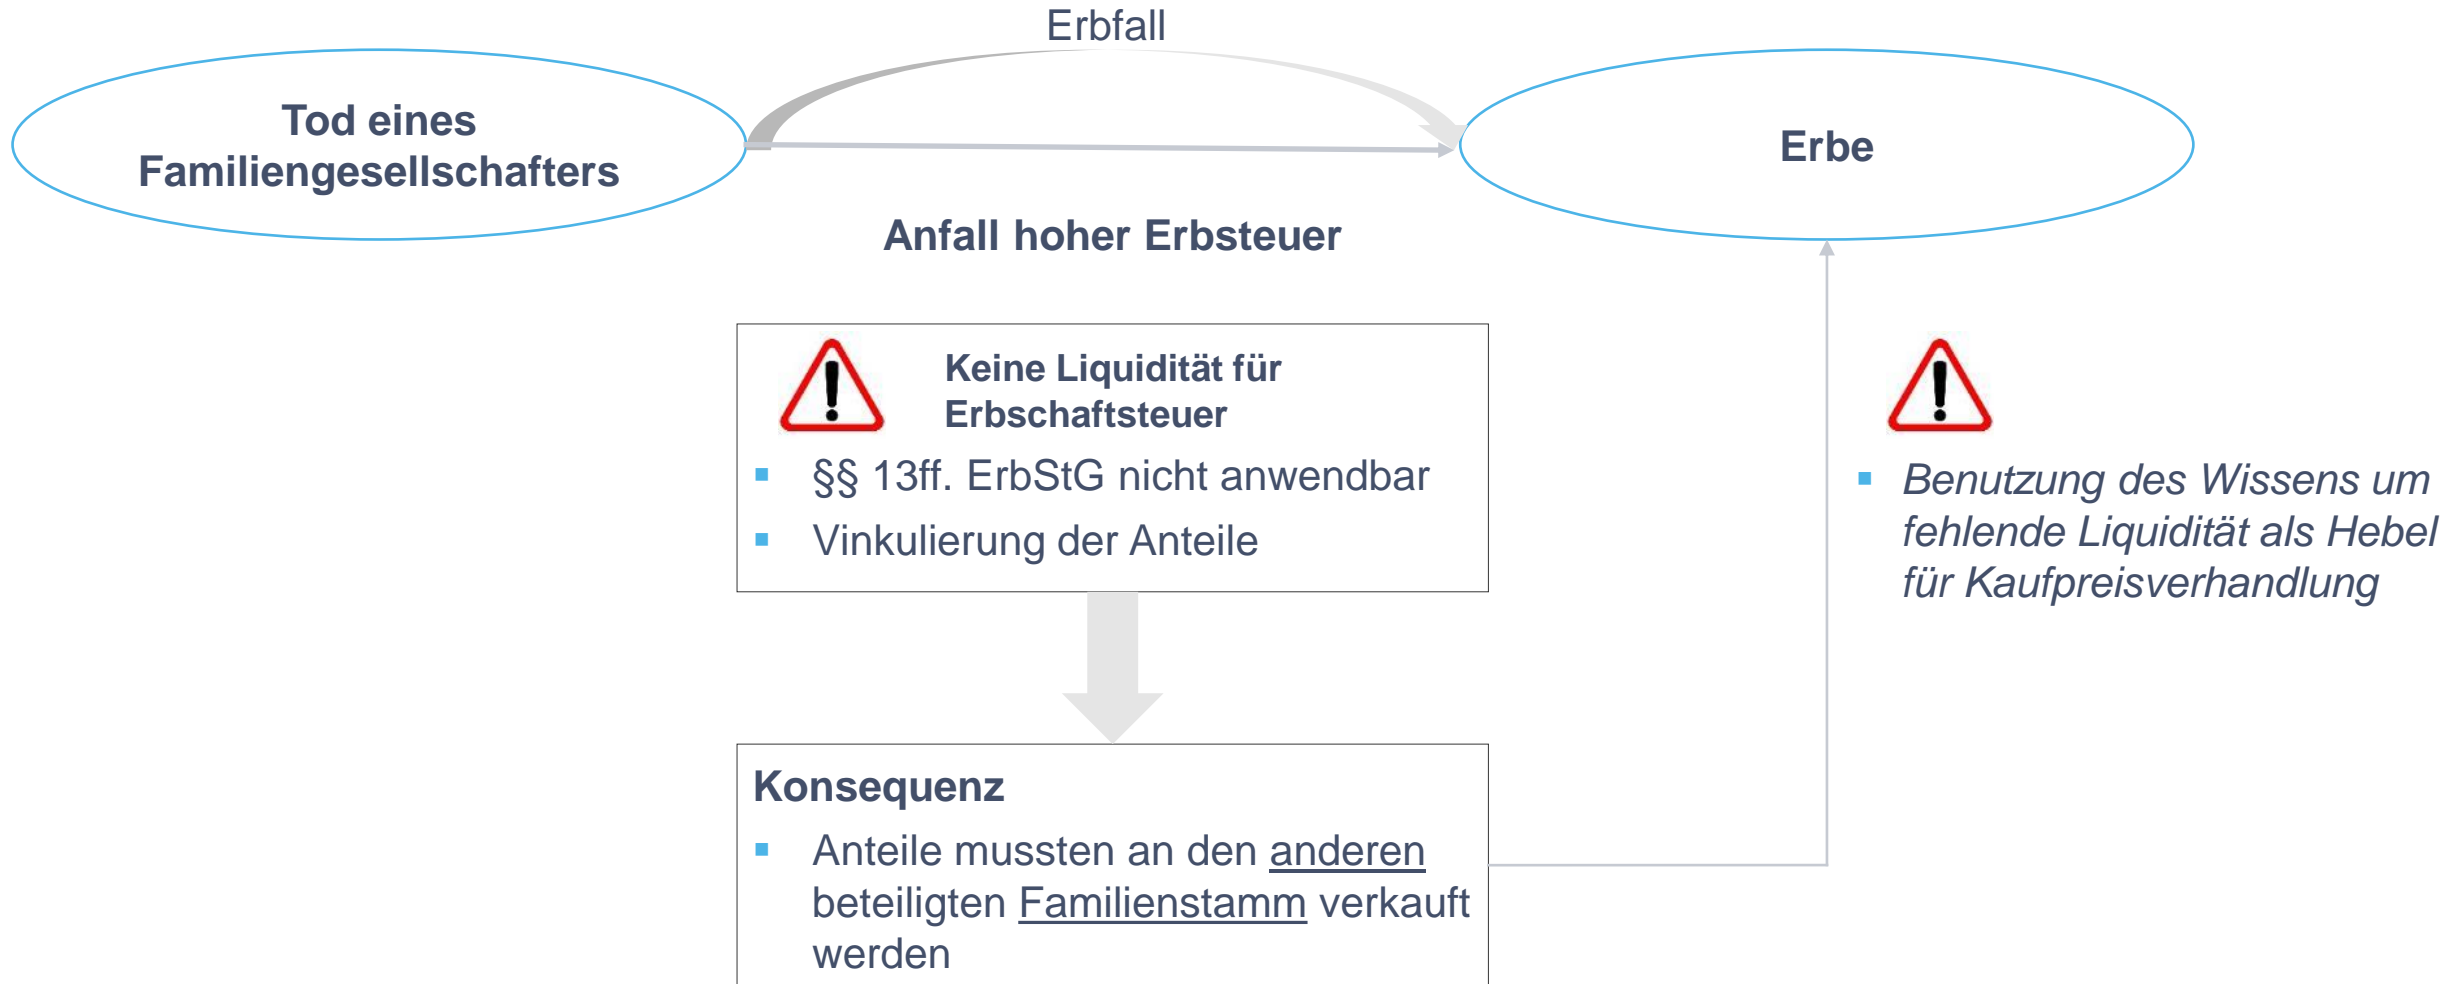 Erbfall
Tod eines
Familiengesellschafters
Erbe
Anfall hoher Erbsteuer
Keine Liquidität für
Erbschaftsteuer
▪ §§ 13ff. ErbStG nicht anwendbar
▪ Vinkulierung der Anteile
▪ Benutzung des Wissens um
fehlende Liquidität als Hebel
für Kaufpreisverhandlung
Konsequenz
▪ Anteile mussten an den anderen
beteiligten Familienstamm verkauft
werden